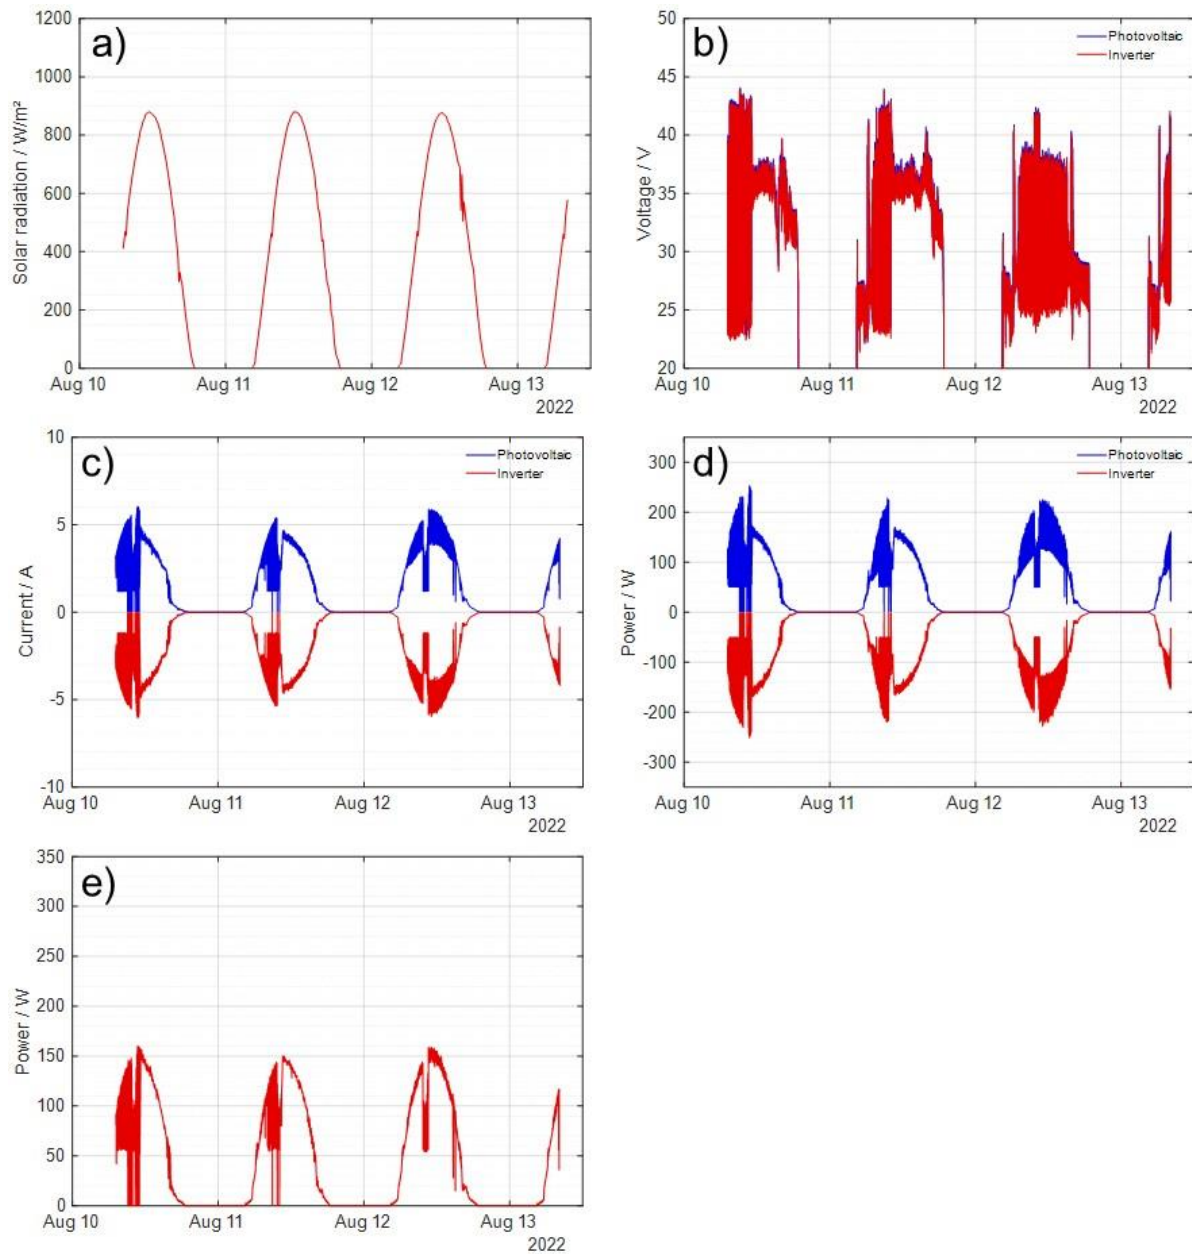 a)
1200
1000
800
600
400
200
0
Solar radiation / W/m²
Aug 10 Aug 11 Aug 12 Aug 13
2022
b)
Photovoltaic
Inverter
50
45
40
35
30
25
20
Voltage / V
Aug 10 Aug 11 Aug 12 Aug 13
2022
c)
Photovoltaic
Inverter
10
5
0
-5
-10
Current / A
Aug 10 Aug 11 Aug 12 Aug 13
2022
d)
Photovoltaic
Inverter
300
200
100
0
-100
-200
-300
Power / W
Aug 10 Aug 11 Aug 12 Aug 13
2022
e)
350
300
250
200
150
100
50
0
Power / W
Aug 10 Aug 11 Aug 12 Aug 13
2022